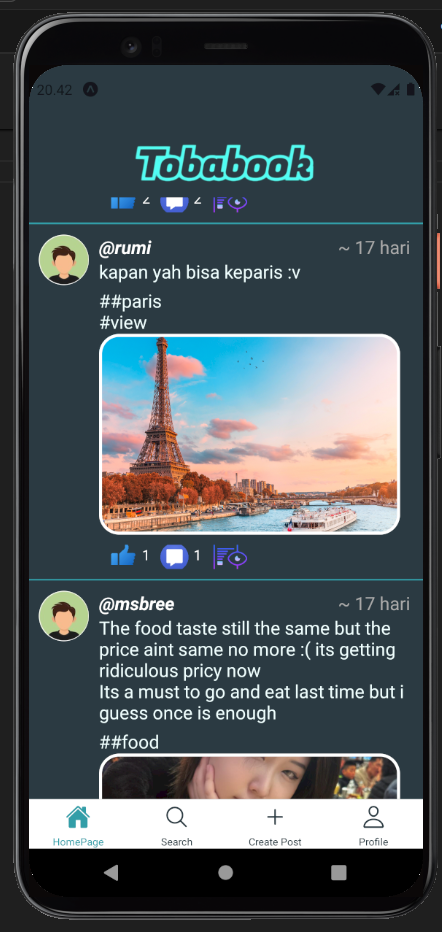 20.42
Tobabook
2 2
@rumi ~ 17 hari
kapan yah bisa keparis :v
##paris
#view
1 1
@msbree ~ 17 hari
The food taste still the same but the
price aint same no more :( its getting
ridiculous pricy now
Its a must to go and eat last time but i
guess once is enough
##food
HomePage Search Create Post Profile